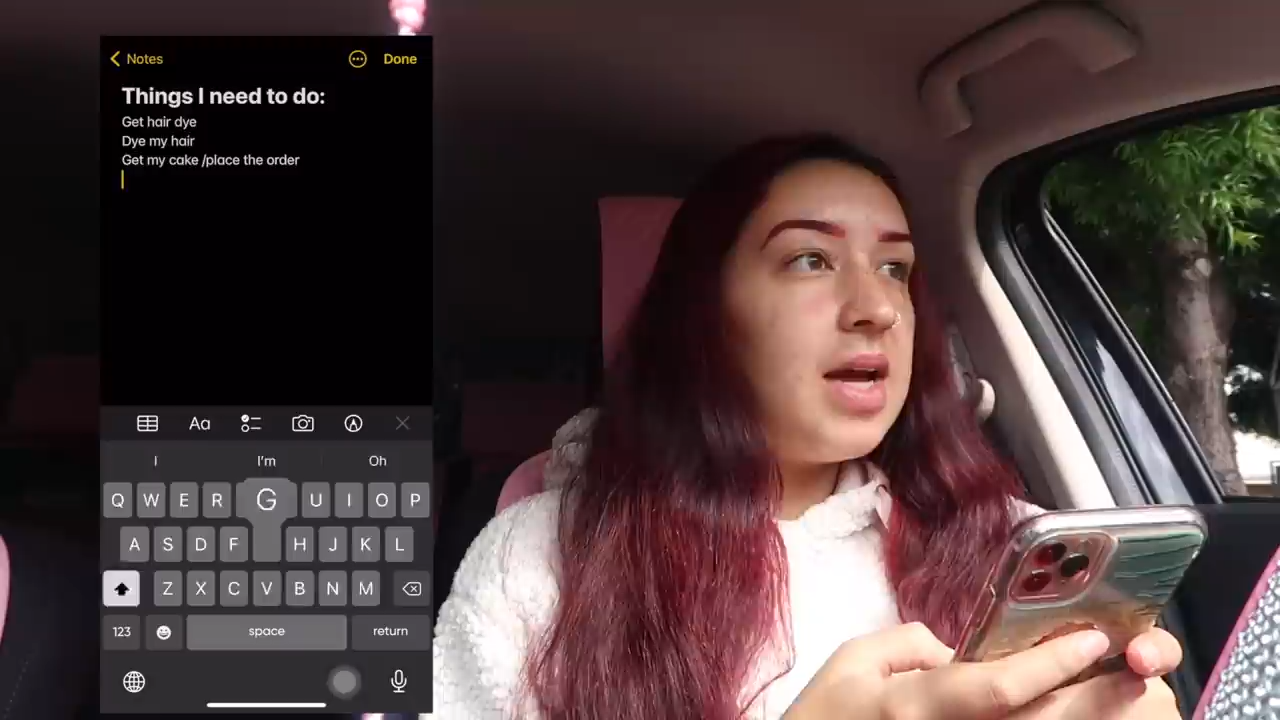 Notes
Done
Things I need to do:
Get hair dye
Dye my hair
Get my cake /place the order
Aa
I I'm Oh
Q W E R G U I O P
A S D F H J K L
Z X C V B N M
123 space return